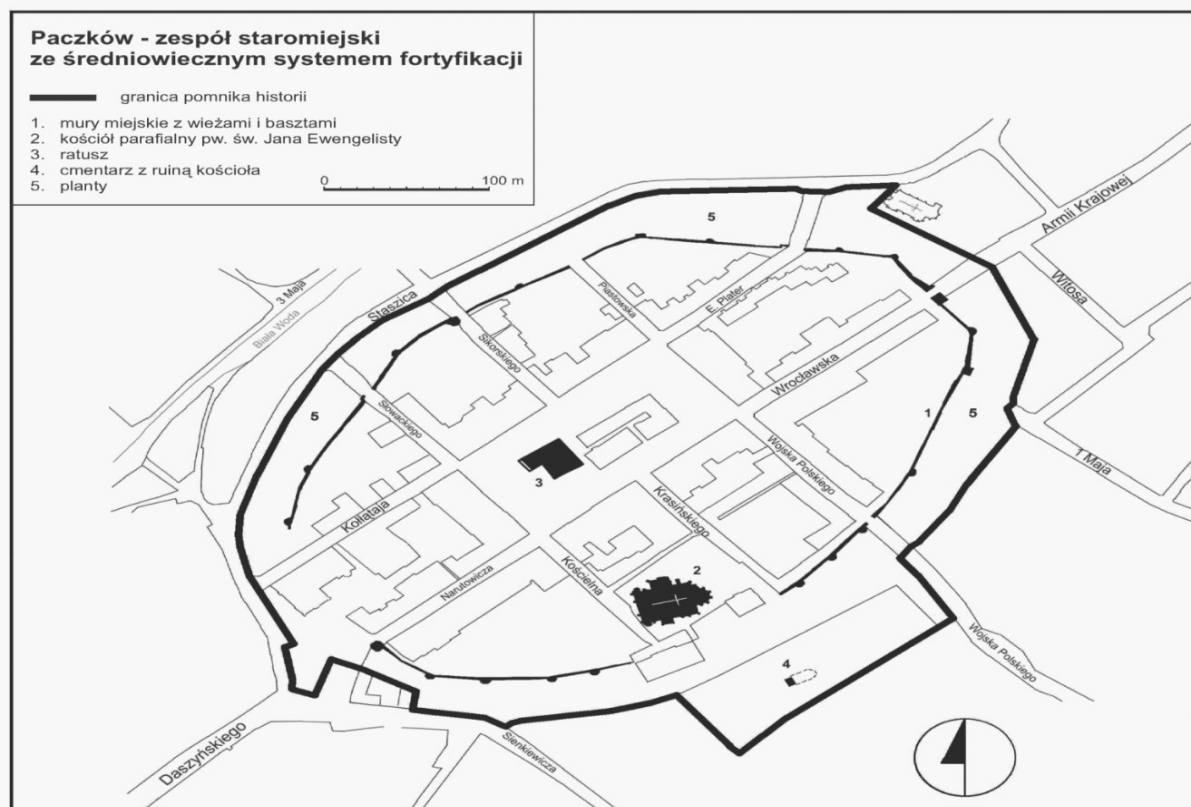 Paczków - zespół staromiejski
ze średniowiecznym systemem fortyfikacji
granica pomnika historii
1. mury miejskie z wieżami i basztami
2. kościół parafialny pw. św. Jana Ewengelisty
3. ratusz
4. cmentarz z ruiną kościoła
5. planty
0 100 m
Armii Krajowej
5
Witosa
3 Maja
Staszica
Biała Woda
Piastowska
E. Plater
Sikorskiego
Wrocławska
Słowackiego
5
1
5
Wojska Polskiego
1 Maja
3
Krasińskiego
Kołłątaja
2
Kościelna
Narutowicza
Wojska Polskiego
4
Daszyńskiego
Sienkiewicza